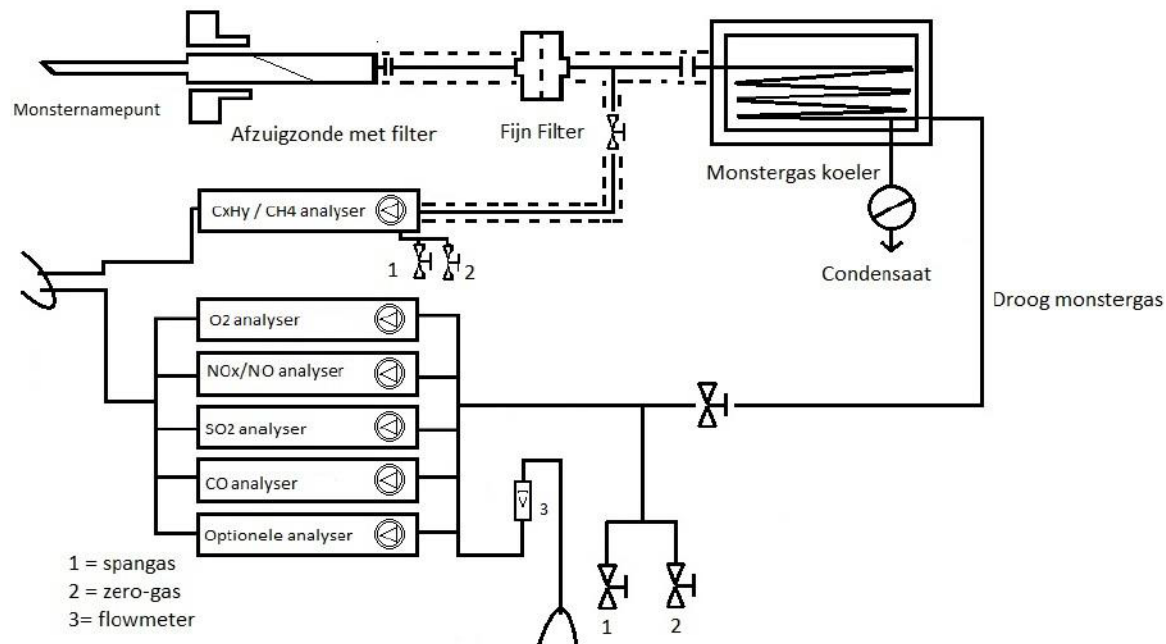 Monsternamepunt
Afzuigzonde met filter
Fijn Filter
Monstergas koeler
CxHy / CH4 analyser
1
2
Condensaat
Droog monstergas
O2 analyser
NOx/NO analyser
SO2 analyser
CO analyser
3
Optionele analyser
1 = spangas
2 = zero-gas
3= flowmeter
1
2